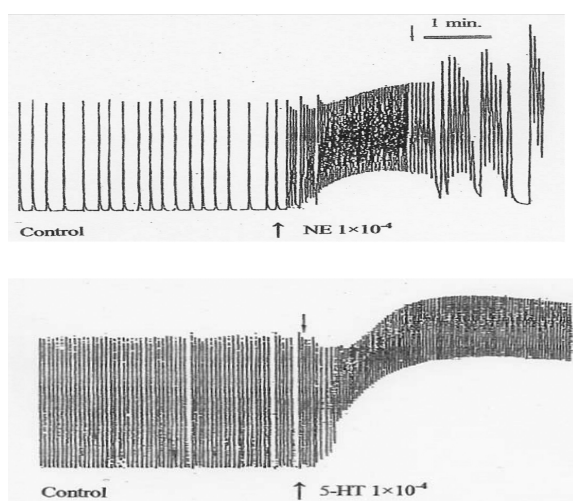 1 min.
Control ↑ NE 1×10⁻⁴
Control ↑ 5-HT 1×10⁻⁴